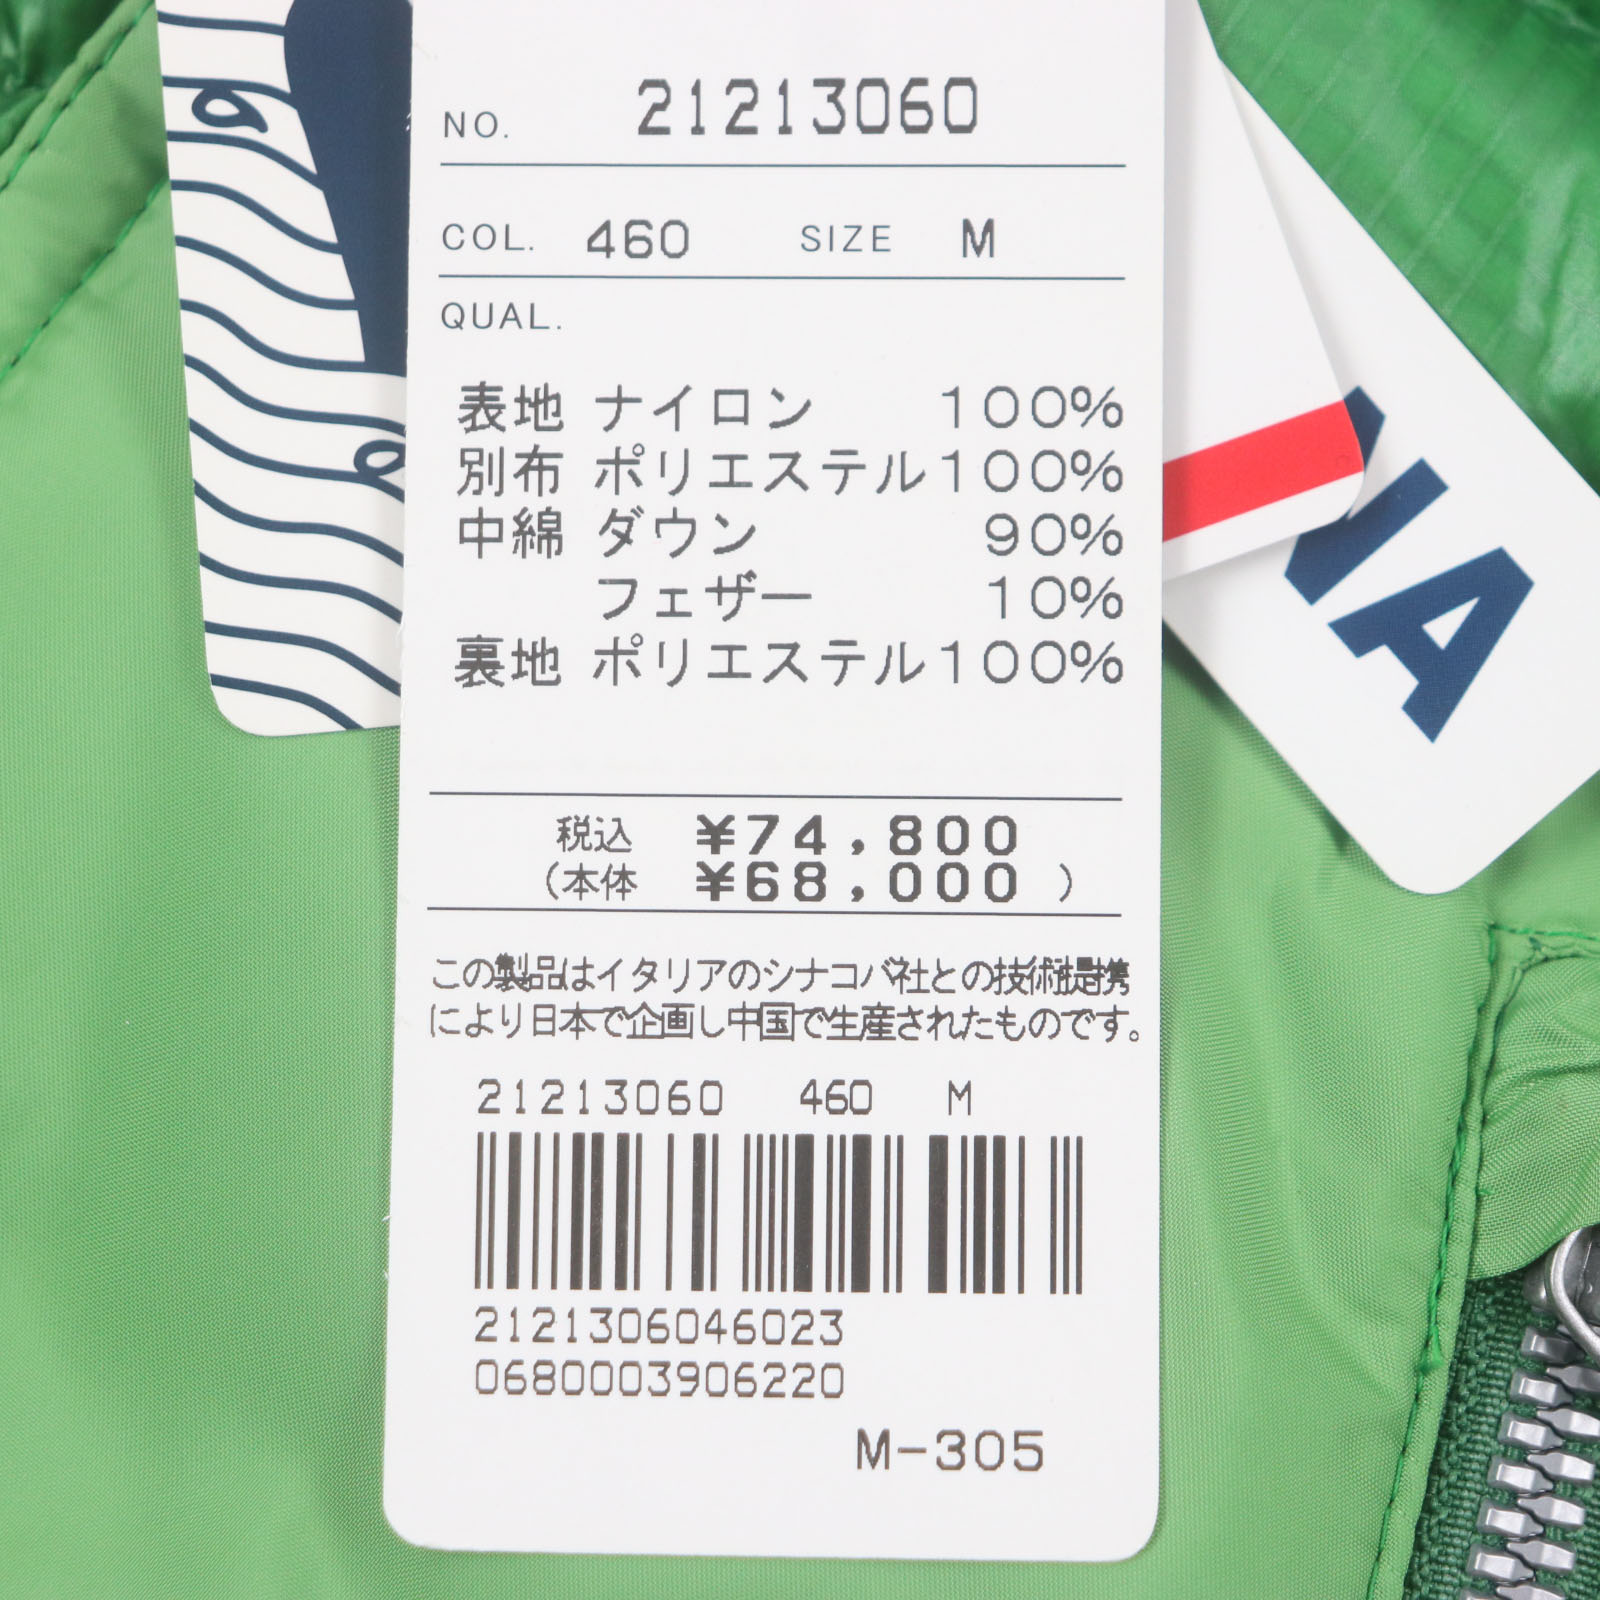 NO. 21213060
COL. 460 SIZE M
QUAL.
表地 ナイロン 100%
別布 ポリエステル100%
中綿 ダウン 90%
フェザー 10%
裏地 ポリエステル100%
税込 ¥74,800
(本体 ¥68,000 )
この製品はイタリアのシナコバ社との技術提携
により日本で企画し中国で生産されたものです。
21213060 460 M
2121306046023
0680003906220
M-305